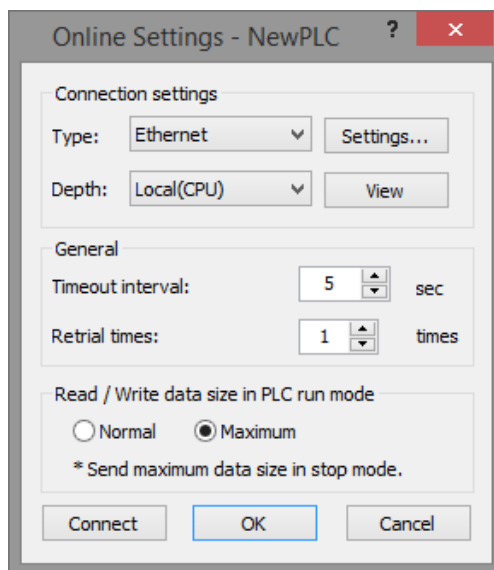 Online Settings - NewPLC ? ×
Connection settings
Type: Ethernet Settings...
Depth: Local(CPU) View
General
Timeout interval: 5 sec
Retrial times: 1 times
Read / Write data size in PLC run mode
Normal Maximum
* Send maximum data size in stop mode.
Connect OK Cancel